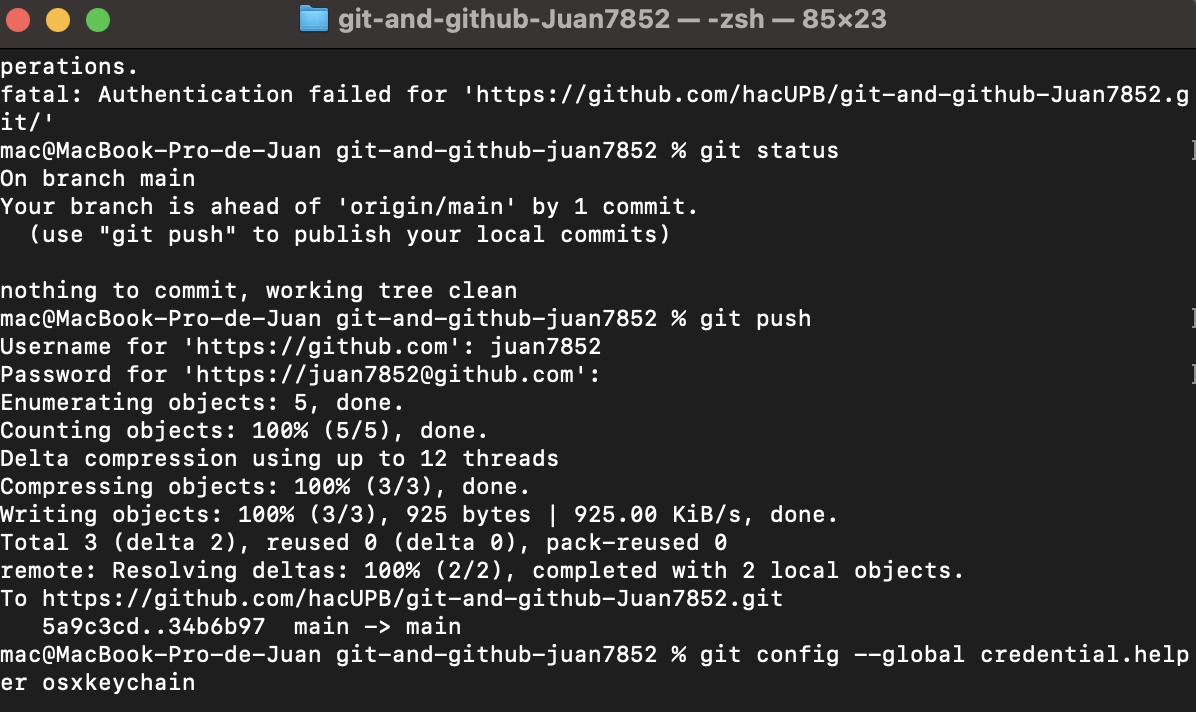 git-and-github-Juan7852 — -zsh — 85×23
perations.
fatal: Authentication failed for 'https://github.com/hacUPB/git-and-github-Juan7852.g
it/'
mac@MacBook-Pro-de-Juan git-and-github-juan7852 % git status
On branch main
Your branch is ahead of 'origin/main' by 1 commit.
  (use "git push" to publish your local commits)

nothing to commit, working tree clean
mac@MacBook-Pro-de-Juan git-and-github-juan7852 % git push
Username for 'https://github.com': juan7852
Password for 'https://juan7852@github.com':
Enumerating objects: 5, done.
Counting objects: 100% (5/5), done.
Delta compression using up to 12 threads
Compressing objects: 100% (3/3), done.
Writing objects: 100% (3/3), 925 bytes | 925.00 KiB/s, done.
Total 3 (delta 2), reused 0 (delta 0), pack-reused 0
remote: Resolving deltas: 100% (2/2), completed with 2 local objects.
To https://github.com/hacUPB/git-and-github-Juan7852.git
   5a9c3cd..34b6b97  main -> main
mac@MacBook-Pro-de-Juan git-and-github-juan7852 % git config --global credential.help
er osxkeychain